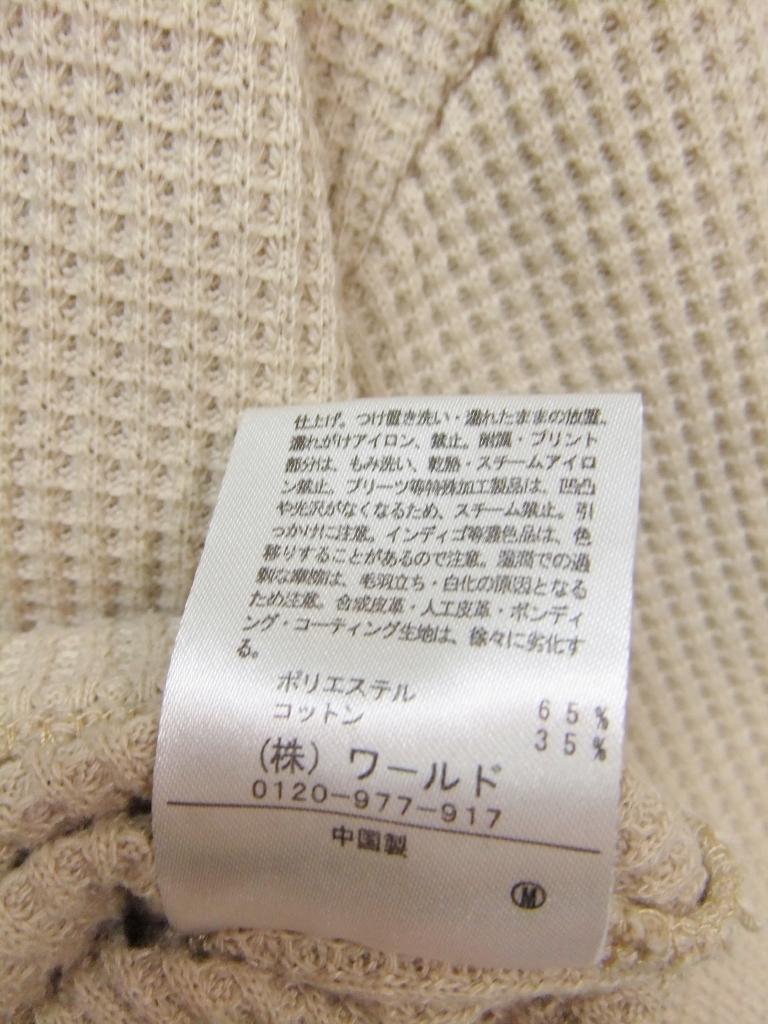 仕上げ。つけ置き洗い・濡れたままの放置、
濡れがけアイロン、禁止。附属・プリント
部分は、もみ洗い、乾熱・スチームアイロ
ン禁止。プリーツ等特殊加工製品は、凹凸
や光沢がなくなるため、スチーム禁止。引
っかけに注意。インディゴ等濃色品は、色
移りすることがあるので注意。湿潤での過
剰な摩擦は、毛羽立ち・白化の原因となる
ため注意。合成皮革・人工皮革・ボンディ
ング・コーティング生地は、徐々に劣化す
る。
ポリエステル 65%
コットン 35%
(株)ワールド
0120-977-917
中国製
M